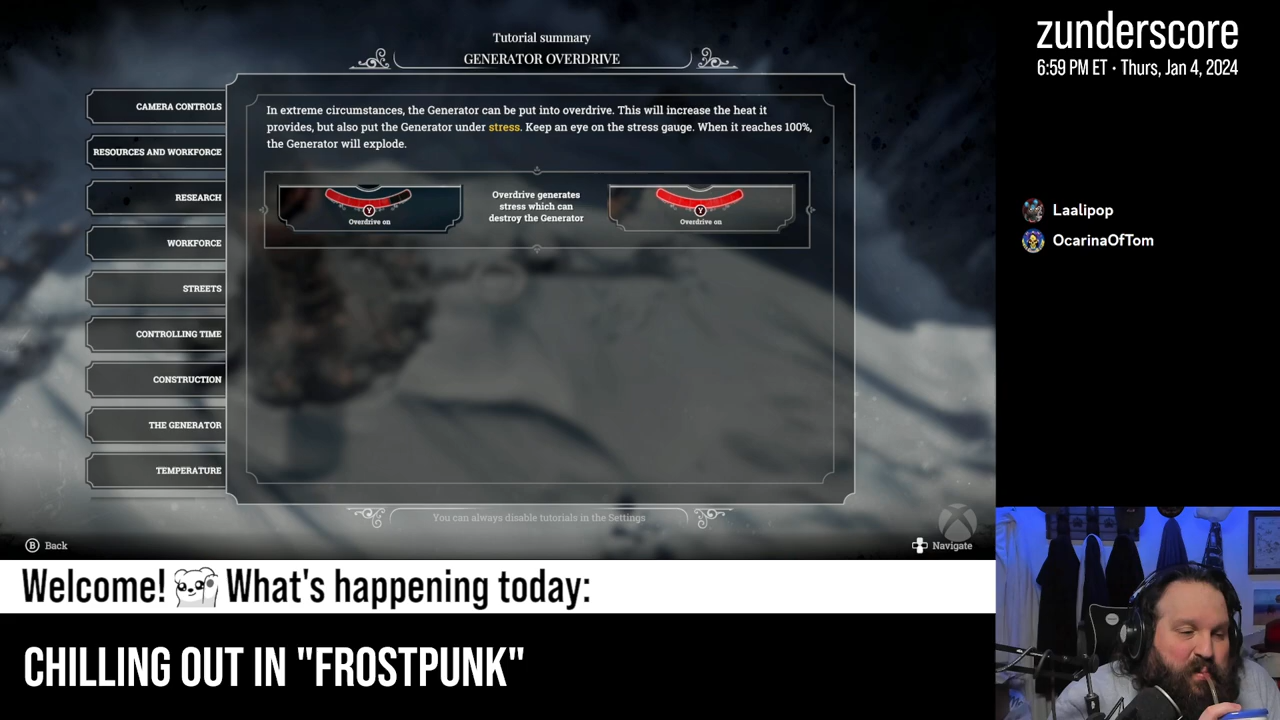 Tutorial summary
GENERATOR OVERDRIVE
CAMERA CONTROLS
RESOURCES AND WORKFORCE
RESEARCH
WORKFORCE
STREETS
CONTROLLING TIME
CONSTRUCTION
THE GENERATOR
TEMPERATURE
In extreme circumstances, the Generator can be put into overdrive. This will increase the heat it
provides, but also put the Generator under stress. Keep an eye on the stress gauge. When it reaches 100%,
the Generator will explode.
Y
Overdrive on
Overdrive generates
stress which can
destroy the Generator
Y
Overdrive on
You can always disable tutorials in the Settings
B Back
Navigate
zunderscore
6:59 PM ET · Thurs, Jan 4, 2024
Laalipop
OcarinaOfTom
Welcome! What's happening today:
CHILLING OUT IN "FROSTPUNK"